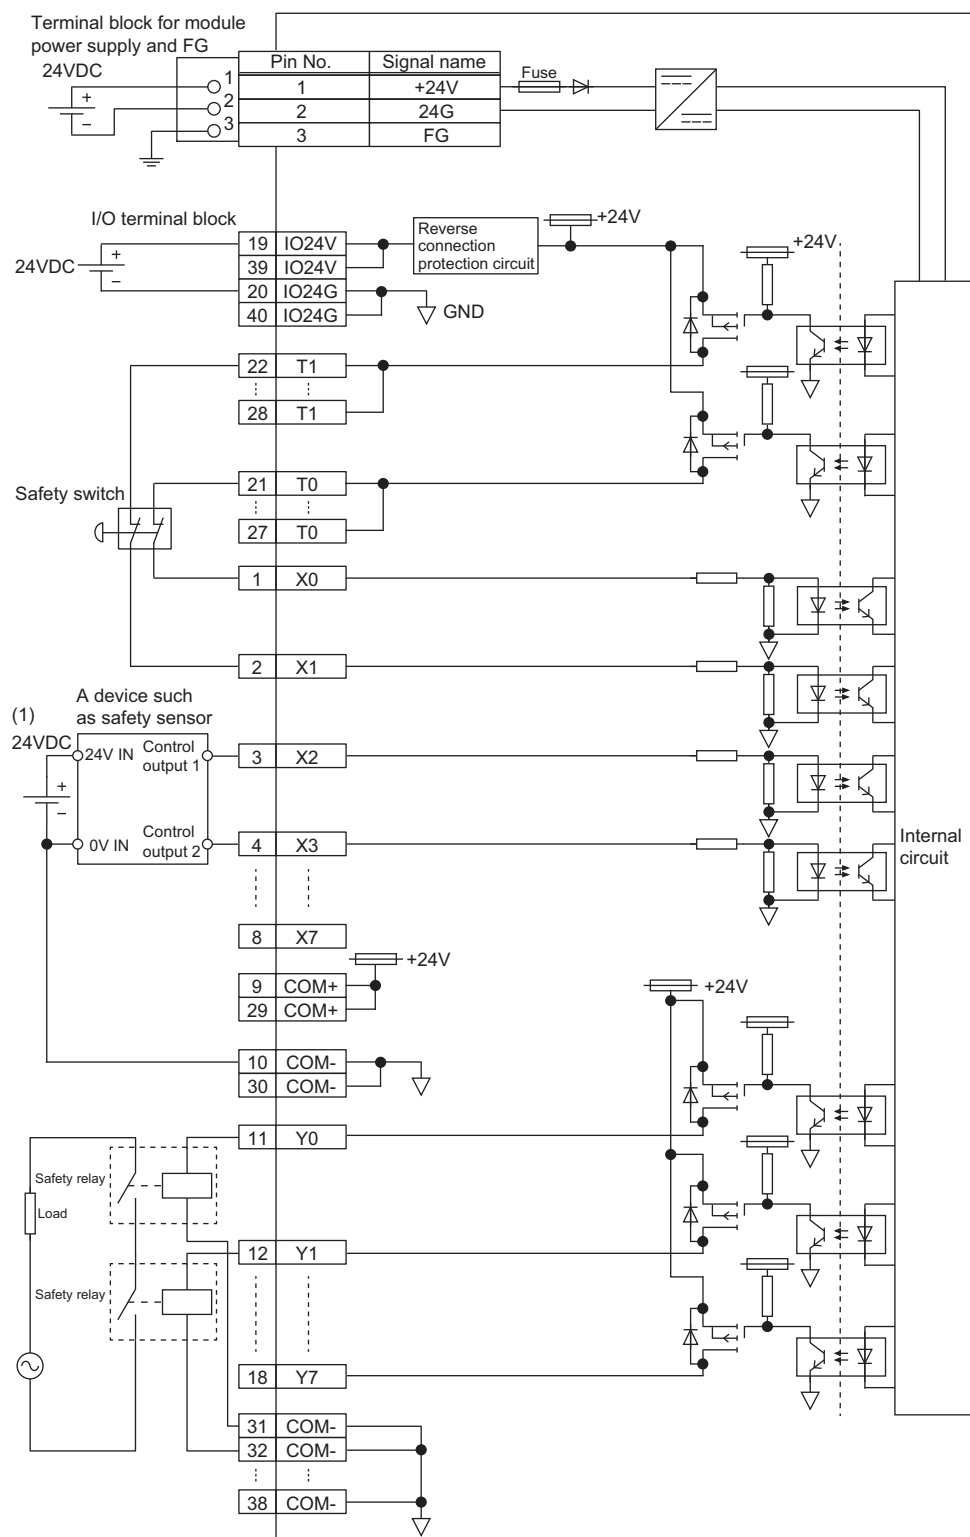 Terminal block for module
power supply and FG
24VDC
+
−
1
2
3
Pin No. Signal name
1 +24V
2 24G
3 FG
Fuse
I/O terminal block
24VDC
+
−
19 IO24V
39 IO24V
20 IO24G
40 IO24G
GND
Reverse
connection
protection circuit
+24V
+24V
22 T1
28 T1
21 T0
27 T0
Safety switch
1 X0
2 X1
A device such
as safety sensor
(1)
24VDC
+
−
24V IN
Control
output 1
0V IN
Control
output 2
3 X2
4 X3
Internal
circuit
8 X7
+24V
9 COM+
29 COM+
+24V
10 COM-
30 COM-
11 Y0
Safety relay
Load
12 Y1
Safety relay
18 Y7
31 COM-
32 COM-
38 COM-